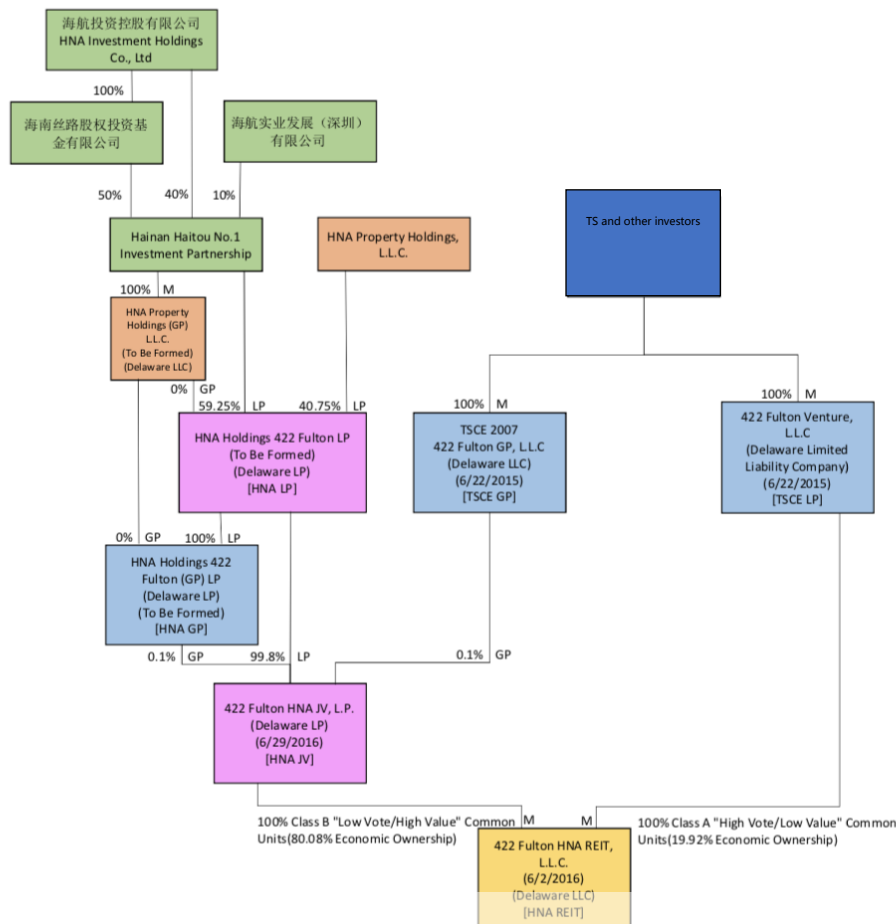 海航投资控股有限公司
HNA Investment Holdings
Co., Ltd
100%
海南丝路股权投资基
金有限公司
海航实业发展（深圳）
有限公司
50%
40%
10%
Hainan Haitou No.1
Investment Partnership
HNA Property Holdings,
L.L.C.
TS and other investors
100% M
HNA Property
Holdings (GP)
L.L.C.
(To Be Formed)
(Delaware LLC)
0% GP
59.25% LP
40.75% LP
100% M
100% M
HNA Holdings 422 Fulton LP
(To Be Formed)
(Delaware LP)
[HNA LP]
TSCE 2007
422 Fulton GP, L.L.C
(Delaware LLC)
(6/22/2015)
[TSCE GP]
422 Fulton Venture,
L.L.C
(Delaware Limited
Liability Company)
(6/22/2015)
[TSCE LP]
0% GP
100% LP
HNA Holdings 422
Fulton (GP) LP
(Delaware LP)
(To Be Formed)
[HNA GP]
0.1% GP
99.8% LP
0.1% GP
422 Fulton HNA JV, L.P.
(Delaware LP)
(6/29/2016)
[HNA JV]
100% Class B "Low Vote/High Value" Common
Units(80.08% Economic Ownership)
M
M
100% Class A "High Vote/Low Value" Common
Units(19.92% Economic Ownership)
422 Fulton HNA REIT,
L.L.C.
(6/2/2016)
(Delaware LLC)
[HNA REIT]